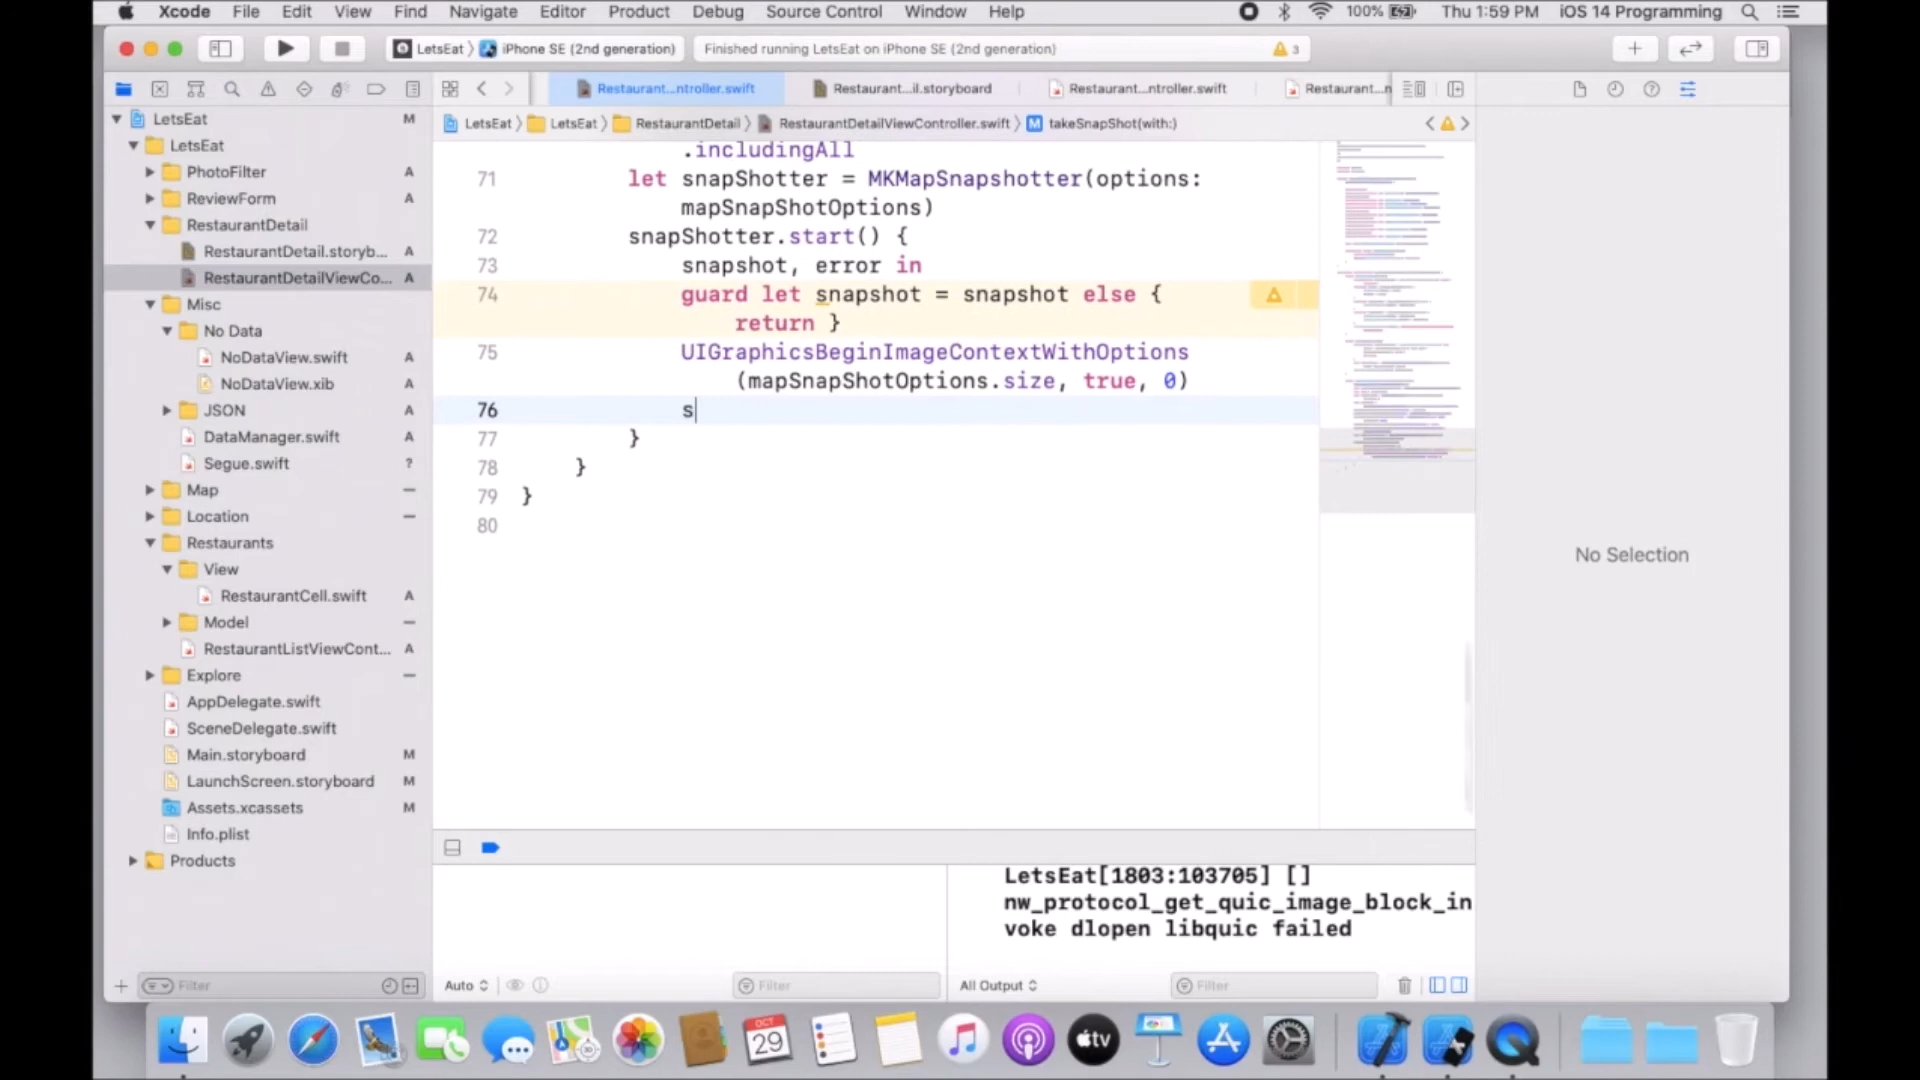 Xcode File Edit View Find Navigate Editor Product Debug Source Control Window Help 100% Thu 1:59 PM iOS 14 Programming
LetsEat iPhone SE (2nd generation) Finished running LetsEat on iPhone SE (2nd generation) 3
Restaurant...ntroller.swift Restaurant...il.storyboard Restaurant...ntroller.swift Restaurant...n
LetsEat LetsEat RestaurantDetail RestaurantDetailViewController.swift M takeSnapShot(with:)
LetsEat M
LetsEat
PhotoFilter A
ReviewForm A
RestaurantDetail
RestaurantDetail.storyb... A
RestaurantDetailViewCo... A
Misc
No Data
NoDataView.swift A
NoDataView.xib A
JSON A
DataManager.swift A
Segue.swift ?
Map
Location
Restaurants
View
RestaurantCell.swift A
Model
RestaurantListViewCont... A
Explore
AppDelegate.swift
SceneDelegate.swift
Main.storyboard M
LaunchScreen.storyboard M
Assets.xcassets M
Info.plist
Products
Filter
.includingAll
71 let snapShotter = MKMapSnapshotter(options:
mapSnapShotOptions)
72 snapShotter.start() {
73 snapshot, error in
74 guard let snapshot = snapshot else {
return }
75 UIGraphicsBeginImageContextWithOptions
(mapSnapShotOptions.size, true, 0)
76 s
77 }
78 }
79 }
80
No Selection
LetsEat[1803:103705] []
nw_protocol_get_quic_image_block_in
voke dlopen libquic failed
Auto Filter All Output Filter
OCT
29
tv